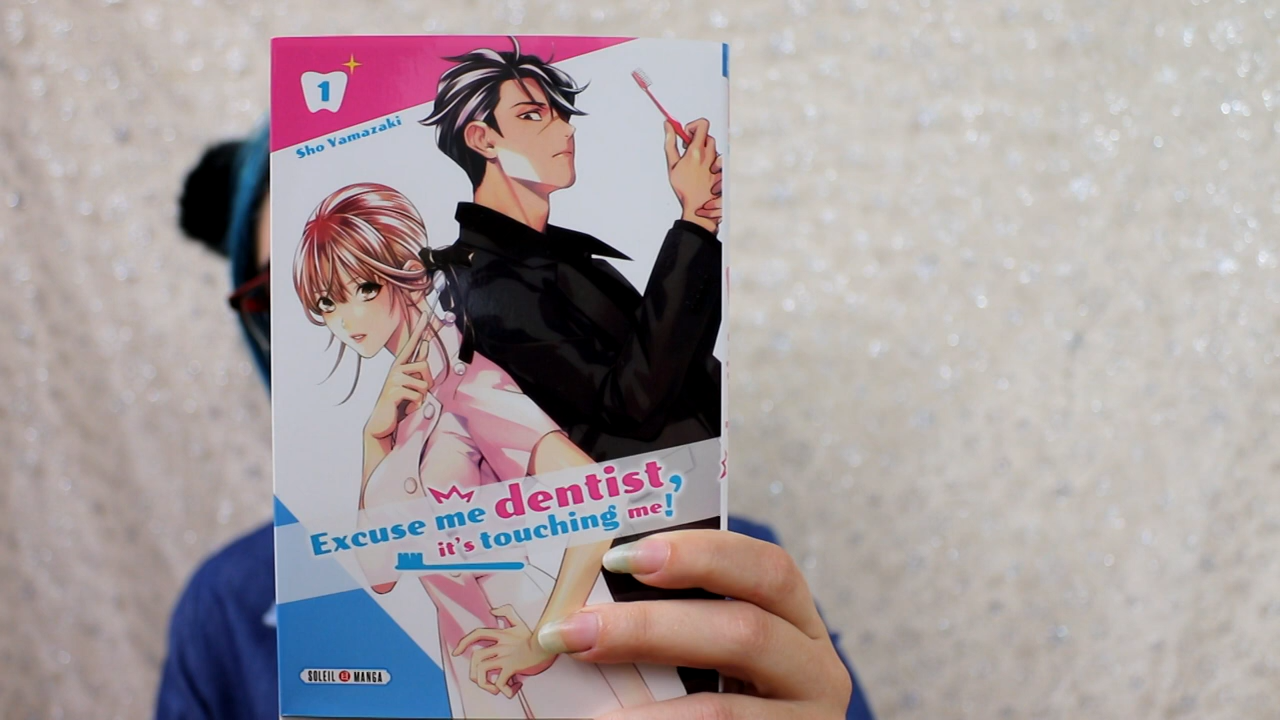 1
Sho Yamazaki
Excuse me dentist,
it's touching me!
SOLEIL MANGA